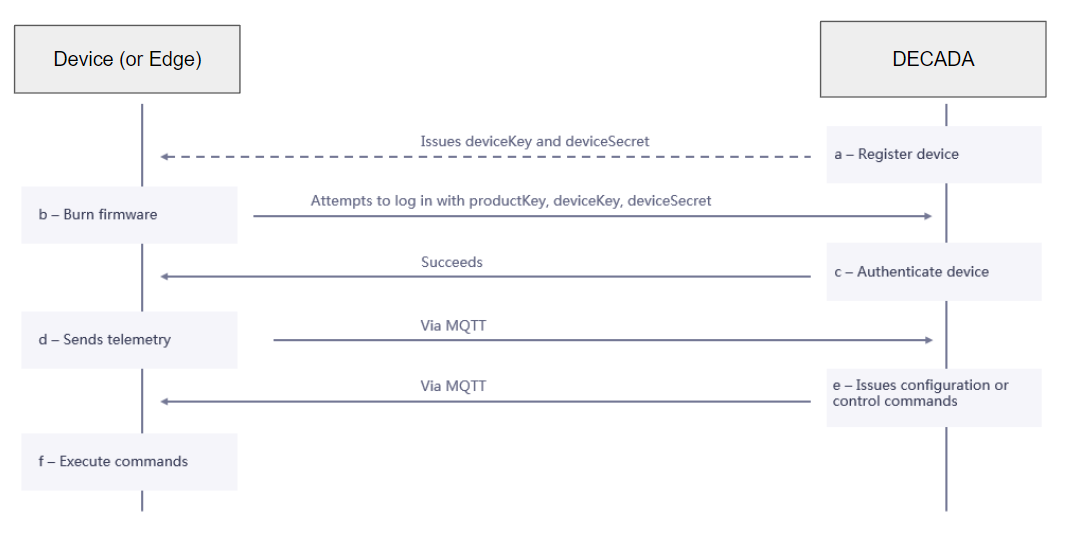 Device (or Edge)
DECADA
Issues deviceKey and deviceSecret
a – Register device
b – Burn firmware
Attempts to log in with productKey, deviceKey, deviceSecret
Succeeds
c – Authenticate device
d – Sends telemetry
Via MQTT
Via MQTT
e – Issues configuration or
control commands
f – Execute commands